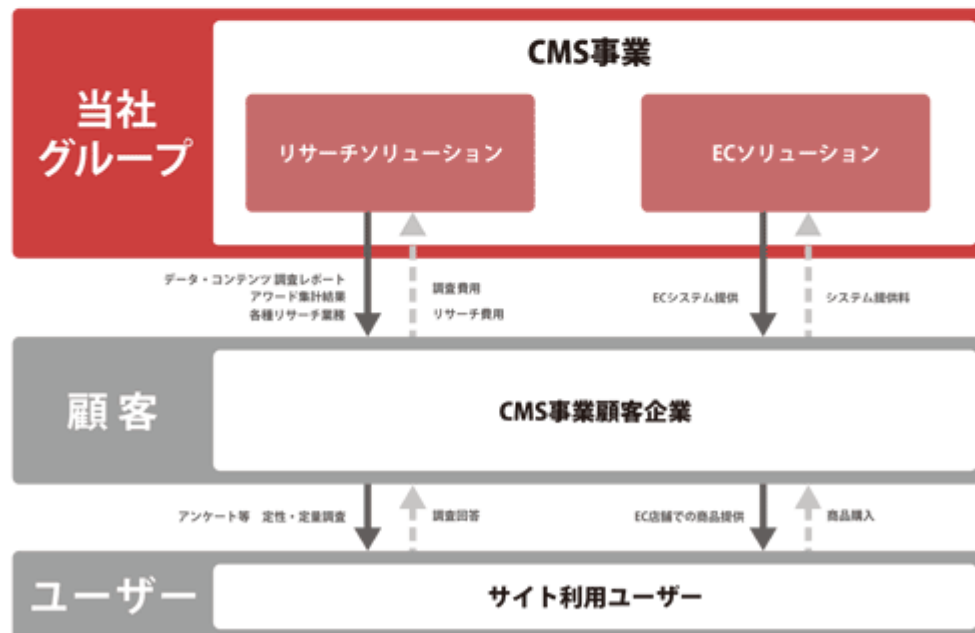 CMS事業
当社
グループ
リサーチソリューション
ECソリューション
データ・コンテンツ 調査レポート
アワード集計結果
各種リサーチ業務
調査費用
リサーチ費用
ECシステム提供
システム提供料
顧客
CMS事業顧客企業
アンケート等　定性・定量調査
調査回答
EC店舗での商品提供
商品購入
ユーザー
サイト利用ユーザー